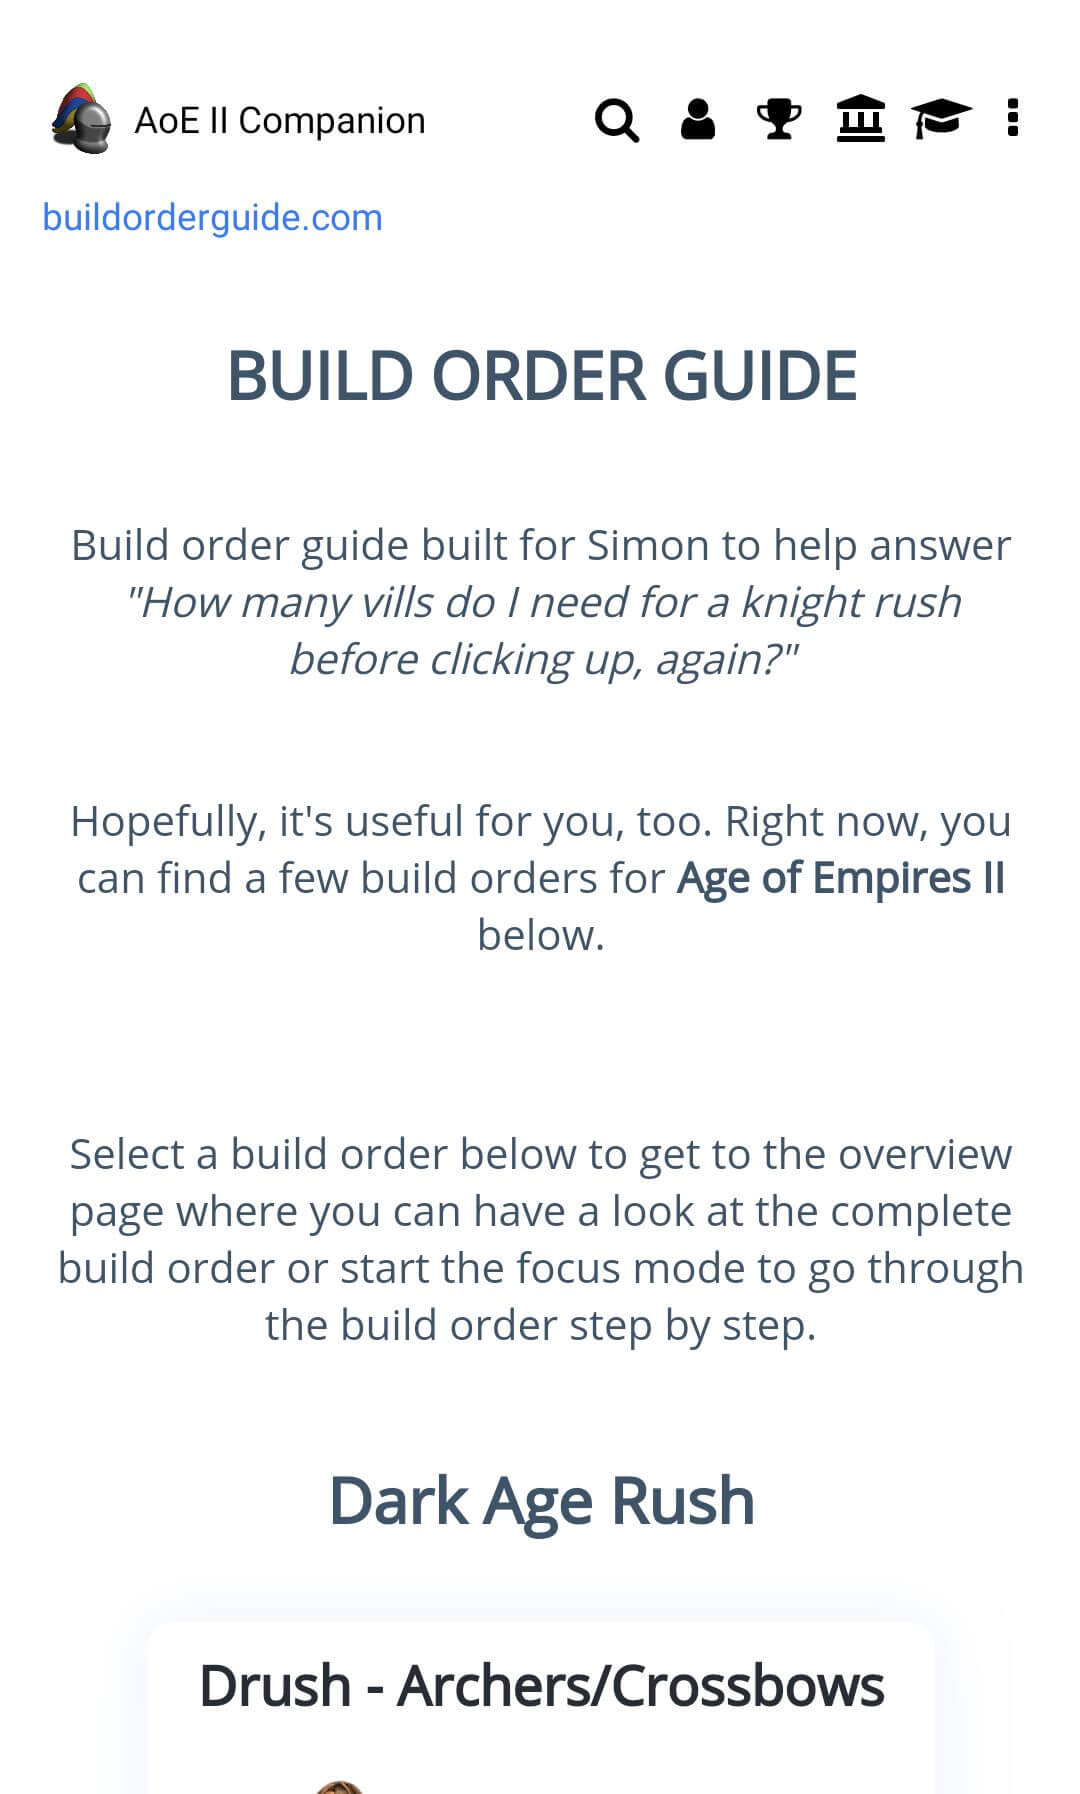 AoE II Companion
buildorderguide.com
BUILD ORDER GUIDE
Build order guide built for Simon to help answer
"How many vills do I need for a knight rush
before clicking up, again?"
Hopefully, it's useful for you, too. Right now, you
can find a few build orders for Age of Empires II
below.
Select a build order below to get to the overview
page where you can have a look at the complete
build order or start the focus mode to go through
the build order step by step.
Dark Age Rush
Drush - Archers/Crossbows